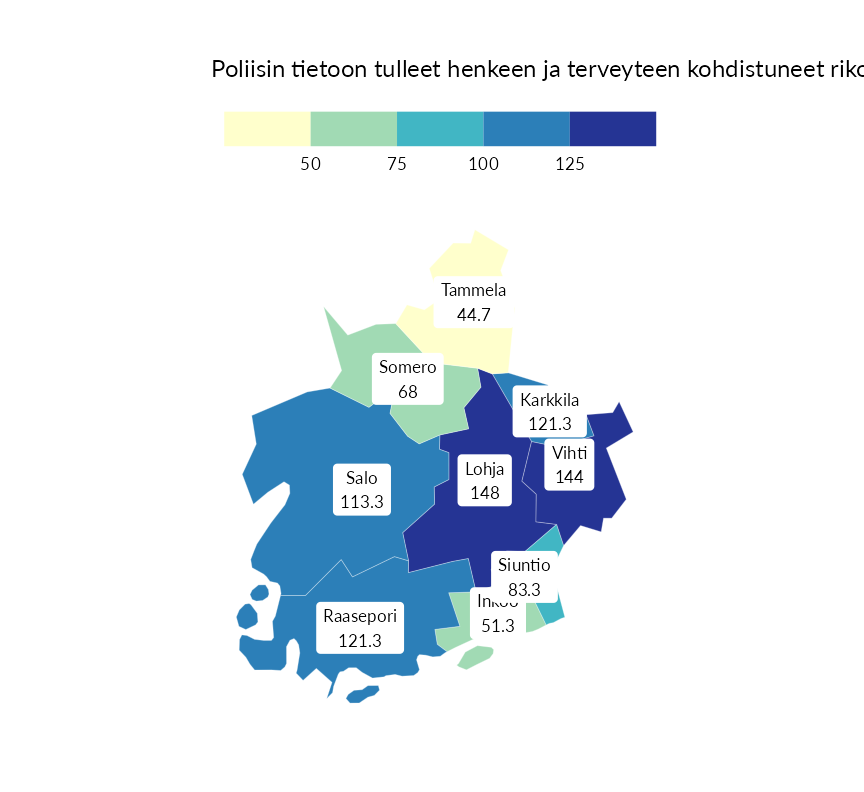 Poliisin tietoon tulleet henkeen ja terveyteen kohdistuneet
50 75 100 125
Tammela
44.7
Somero
68
Karkkila
121.3
Vihti
144
Lohja
148
Salo
113.3
Siuntio
83.3
Inkoo
51.3
Raasepori
121.3